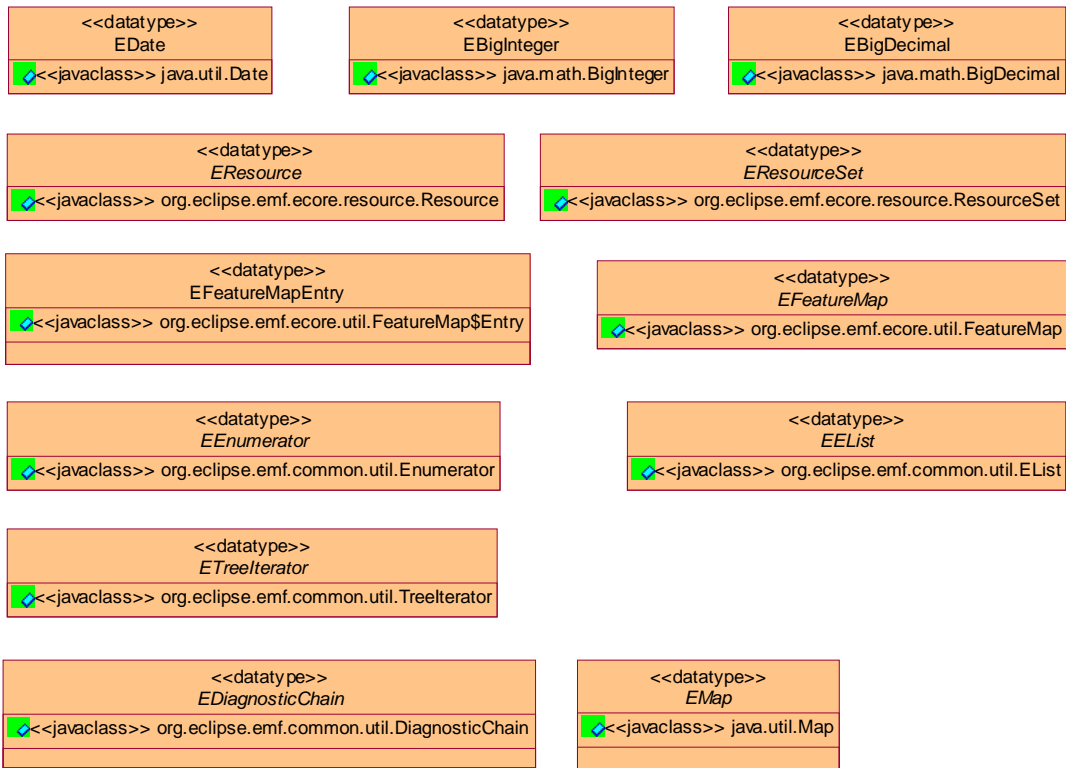 <<datatype>>
EDate
<<javaclass>> java.util.Date
<<datatype>>
EBigInteger
<<javaclass>> java.math.BigInteger
<<datatype>>
EBigDecimal
<<javaclass>> java.math.BigDecimal
<<datatype>>
EResource
<<javaclass>> org.eclipse.emf.ecore.resource.Resource
<<datatype>>
EResourceSet
<<javaclass>> org.eclipse.emf.ecore.resource.ResourceSet
<<datatype>>
EFeatureMapEntry
<<javaclass>> org.eclipse.emf.ecore.util.FeatureMap$Entry
<<datatype>>
EFeatureMap
<<javaclass>> org.eclipse.emf.ecore.util.FeatureMap
<<datatype>>
EEnumerator
<<javaclass>> org.eclipse.emf.common.util.Enumerator
<<datatype>>
EEList
<<javaclass>> org.eclipse.emf.common.util.EList
<<datatype>>
ETreeIterator
<<javaclass>> org.eclipse.emf.common.util.TreeIterator
<<datatype>>
EDiagnosticChain
<<javaclass>> org.eclipse.emf.common.util.DiagnosticChain
<<datatype>>
EMap
<<javaclass>> java.util.Map